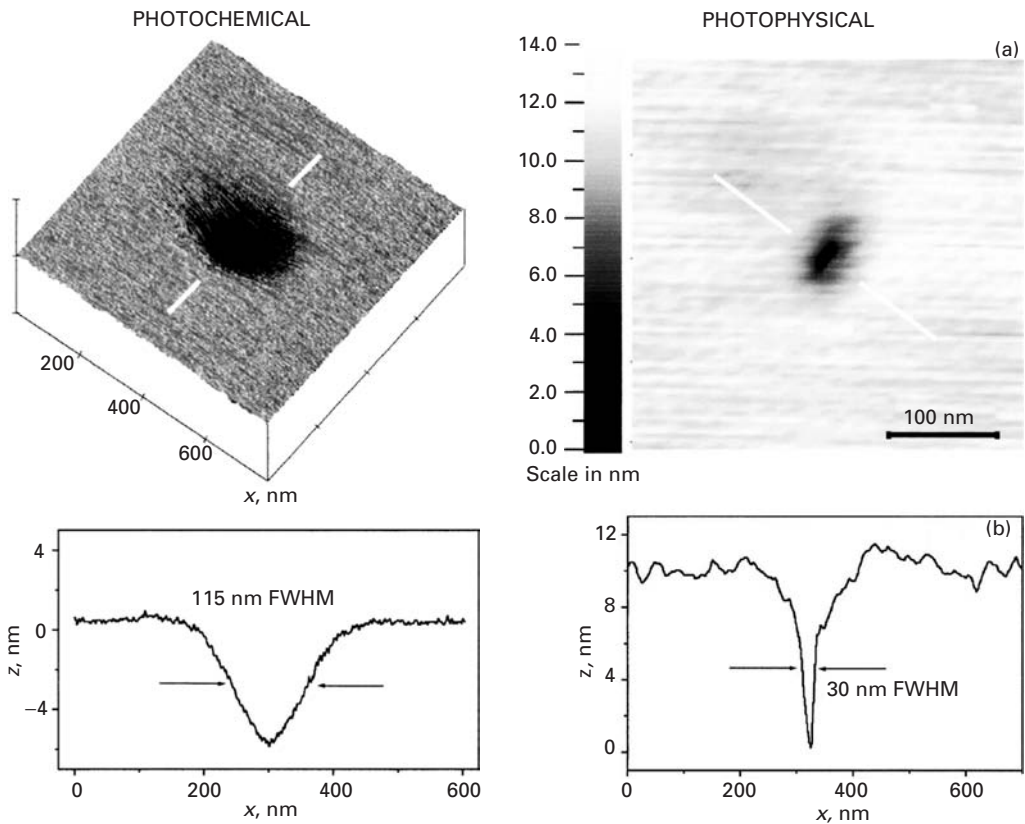 PHOTOCHEMICAL
200
400
600
x, nm
PHOTOPHYSICAL
(a)
14.0
12.0
10.0
8.0
6.0
4.0
2.0
0.0
Scale in nm
100 nm
4
0
−4
z, nm
115 nm FWHM
0
200
400
600
x, nm
(b)
12
8
4
0
z, nm
30 nm FWHM
0
200
400
600
x, nm